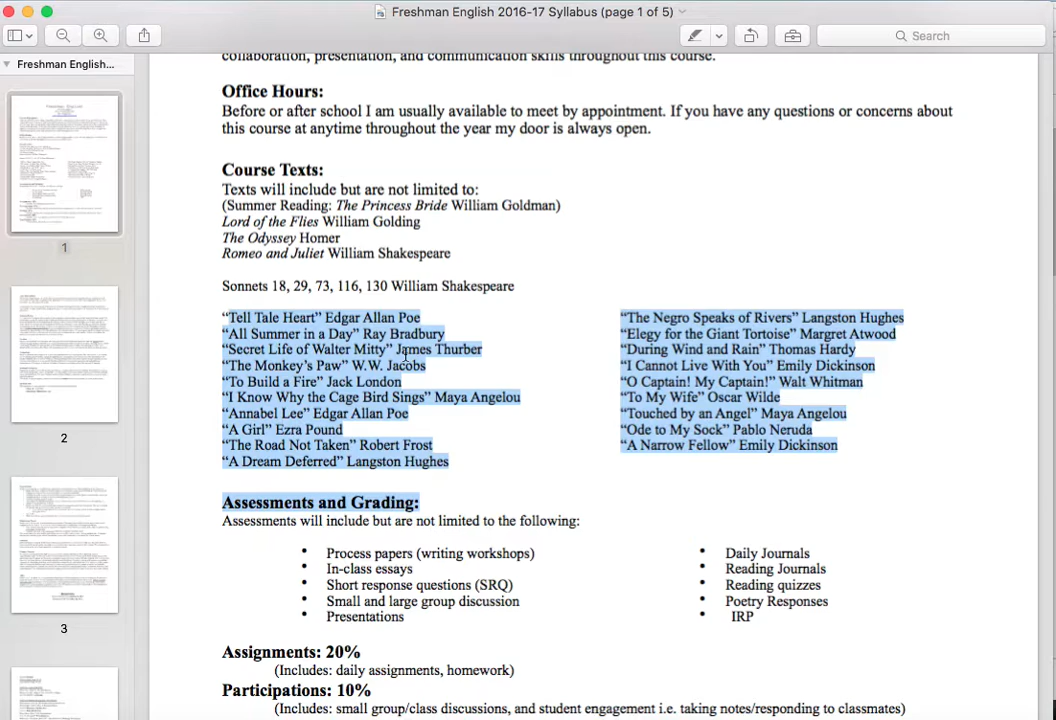 Freshman English 2016-17 Syllabus (page 1 of 5)
Search
Freshman English...
1
2
3
collaboration, presentation, and communication skills throughout this course.
Office Hours:
Before or after school I am usually available to meet by appointment. If you have any questions or concerns about
this course at anytime throughout the year my door is always open.
Course Texts:
Texts will include but are not limited to:
(Summer Reading: The Princess Bride William Goldman)
Lord of the Flies William Golding
The Odyssey Homer
Romeo and Juliet William Shakespeare
Sonnets 18, 29, 73, 116, 130 William Shakespeare
“Tell Tale Heart” Edgar Allan Poe
“All Summer in a Day” Ray Bradbury
“Secret Life of Walter Mitty” James Thurber
“The Monkey’s Paw” W.W. Jacobs
“To Build a Fire” Jack London
“I Know Why the Cage Bird Sings” Maya Angelou
“Annabel Lee” Edgar Allan Poe
“A Girl” Ezra Pound
“The Road Not Taken” Robert Frost
“A Dream Deferred” Langston Hughes
“The Negro Speaks of Rivers” Langston Hughes
“Elegy for the Giant Tortoise” Margret Atwood
“During Wind and Rain” Thomas Hardy
“I Cannot Live With You” Emily Dickinson
“O Captain! My Captain!” Walt Whitman
“To My Wife” Oscar Wilde
“Touched by an Angel” Maya Angelou
“Ode to My Sock” Pablo Neruda
“A Narrow Fellow” Emily Dickinson
Assessments and Grading:
Assessments will include but are not limited to the following:
• Process papers (writing workshops)
• In-class essays
• Short response questions (SRQ)
• Small and large group discussion
• Presentations
• Daily Journals
• Reading Journals
• Reading quizzes
• Poetry Responses
• IRP
Assignments: 20%
(Includes: daily assignments, homework)
Participations: 10%
(Includes: small group/class discussions, and student engagement i.e. taking notes/responding to classmates)